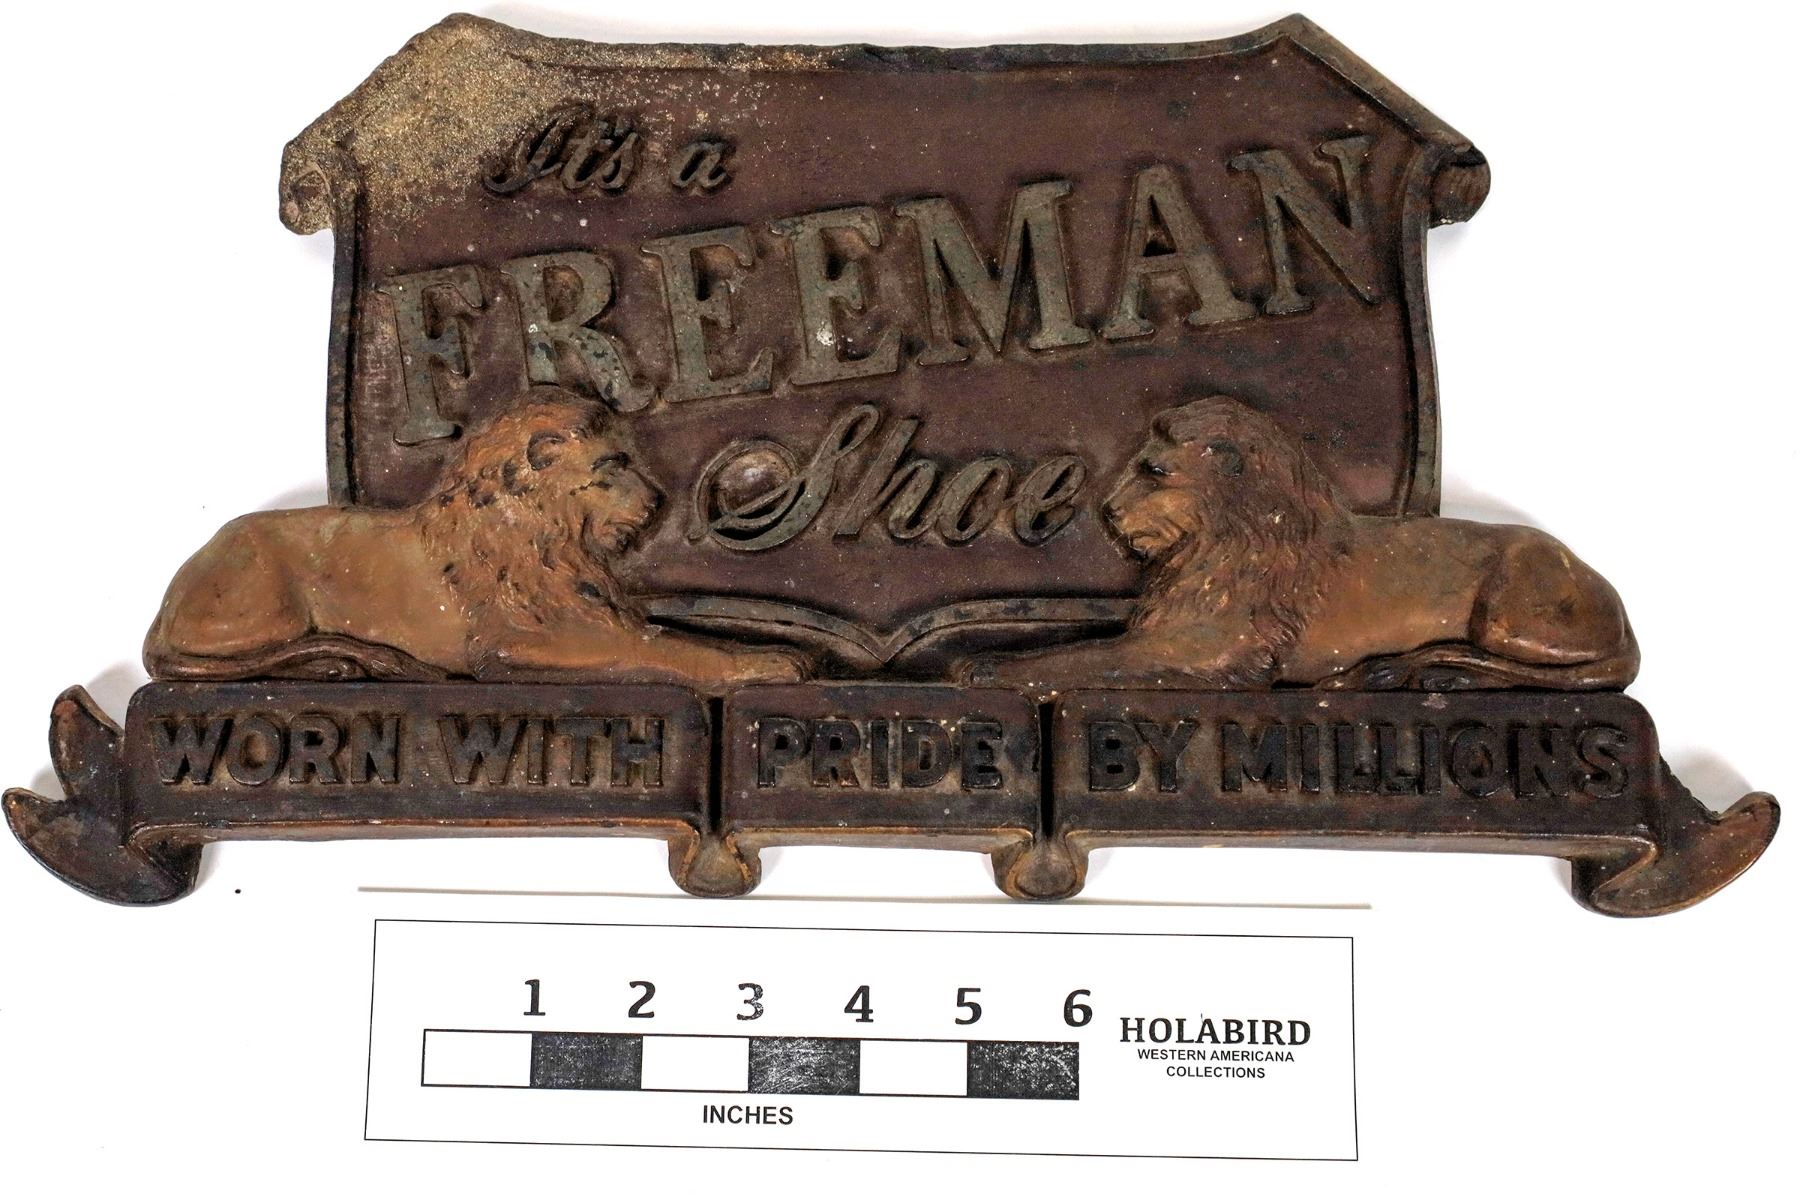 It's a
FREEMAN
Shoe
WORN WITH PRIDE BY MILLIONS
1 2 3 4 5 6
INCHES
HOLABIRD
WESTERN AMERICANA
COLLECTIONS